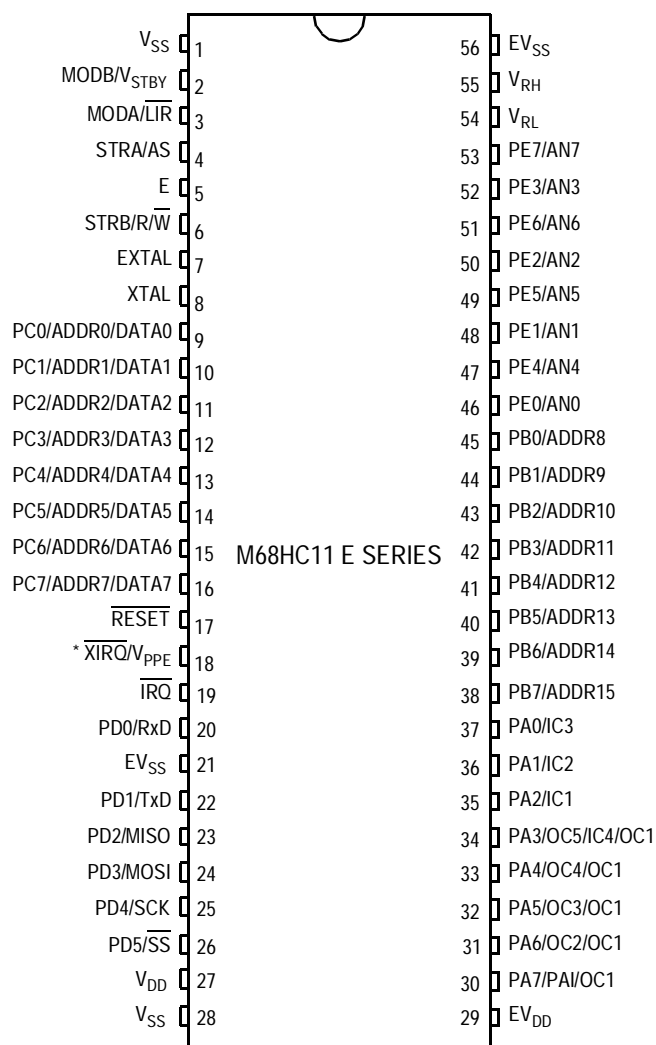 VSS 1 56 EVSS
MODB/VSTBY 2 55 VRH
MODA/L̅I̅R̅ 3 54 VRL
STRA/AS 4 53 PE7/AN7
E 5 52 PE3/AN3
STRB/R/W̅ 6 51 PE6/AN6
EXTAL 7 50 PE2/AN2
XTAL 8 49 PE5/AN5
PC0/ADDR0/DATA0 9 48 PE1/AN1
PC1/ADDR1/DATA1 10 47 PE4/AN4
PC2/ADDR2/DATA2 11 46 PE0/AN0
PC3/ADDR3/DATA3 12 45 PB0/ADDR8
PC4/ADDR4/DATA4 13 44 PB1/ADDR9
PC5/ADDR5/DATA5 14 43 PB2/ADDR10
PC6/ADDR6/DATA6 15 M68HC11 E SERIES 42 PB3/ADDR11
PC7/ADDR7/DATA7 16 41 PB4/ADDR12
R̅E̅S̅E̅T̅ 17 40 PB5/ADDR13
* X̅I̅R̅Q̅/VPPE 18 39 PB6/ADDR14
I̅R̅Q̅ 19 38 PB7/ADDR15
PD0/RxD 20 37 PA0/IC3
EVSS 21 36 PA1/IC2
PD1/TxD 22 35 PA2/IC1
PD2/MISO 23 34 PA3/OC5/IC4/OC1
PD3/MOSI 24 33 PA4/OC4/OC1
PD4/SCK 25 32 PA5/OC3/OC1
PD5/S̅S̅ 26 31 PA6/OC2/OC1
VDD 27 30 PA7/PAI/OC1
VSS 28 29 EVDD